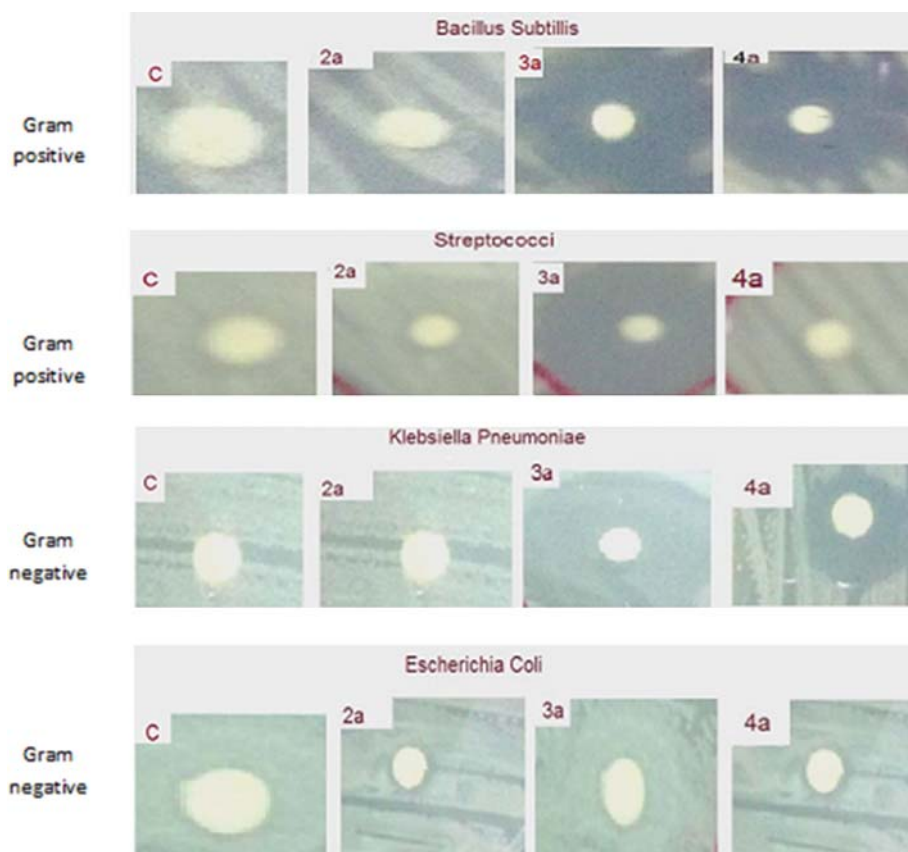 Bacillus Subtillis
C 2a 3a 4a
Gram
positive
Streptocci
C 2a 3a 4a
Gram
positive
Klebsiella Pneumoniae
C 2a 3a 4a
Gram
negative
Escherichia Coli
C 2a 3a 4a
Gram
negative